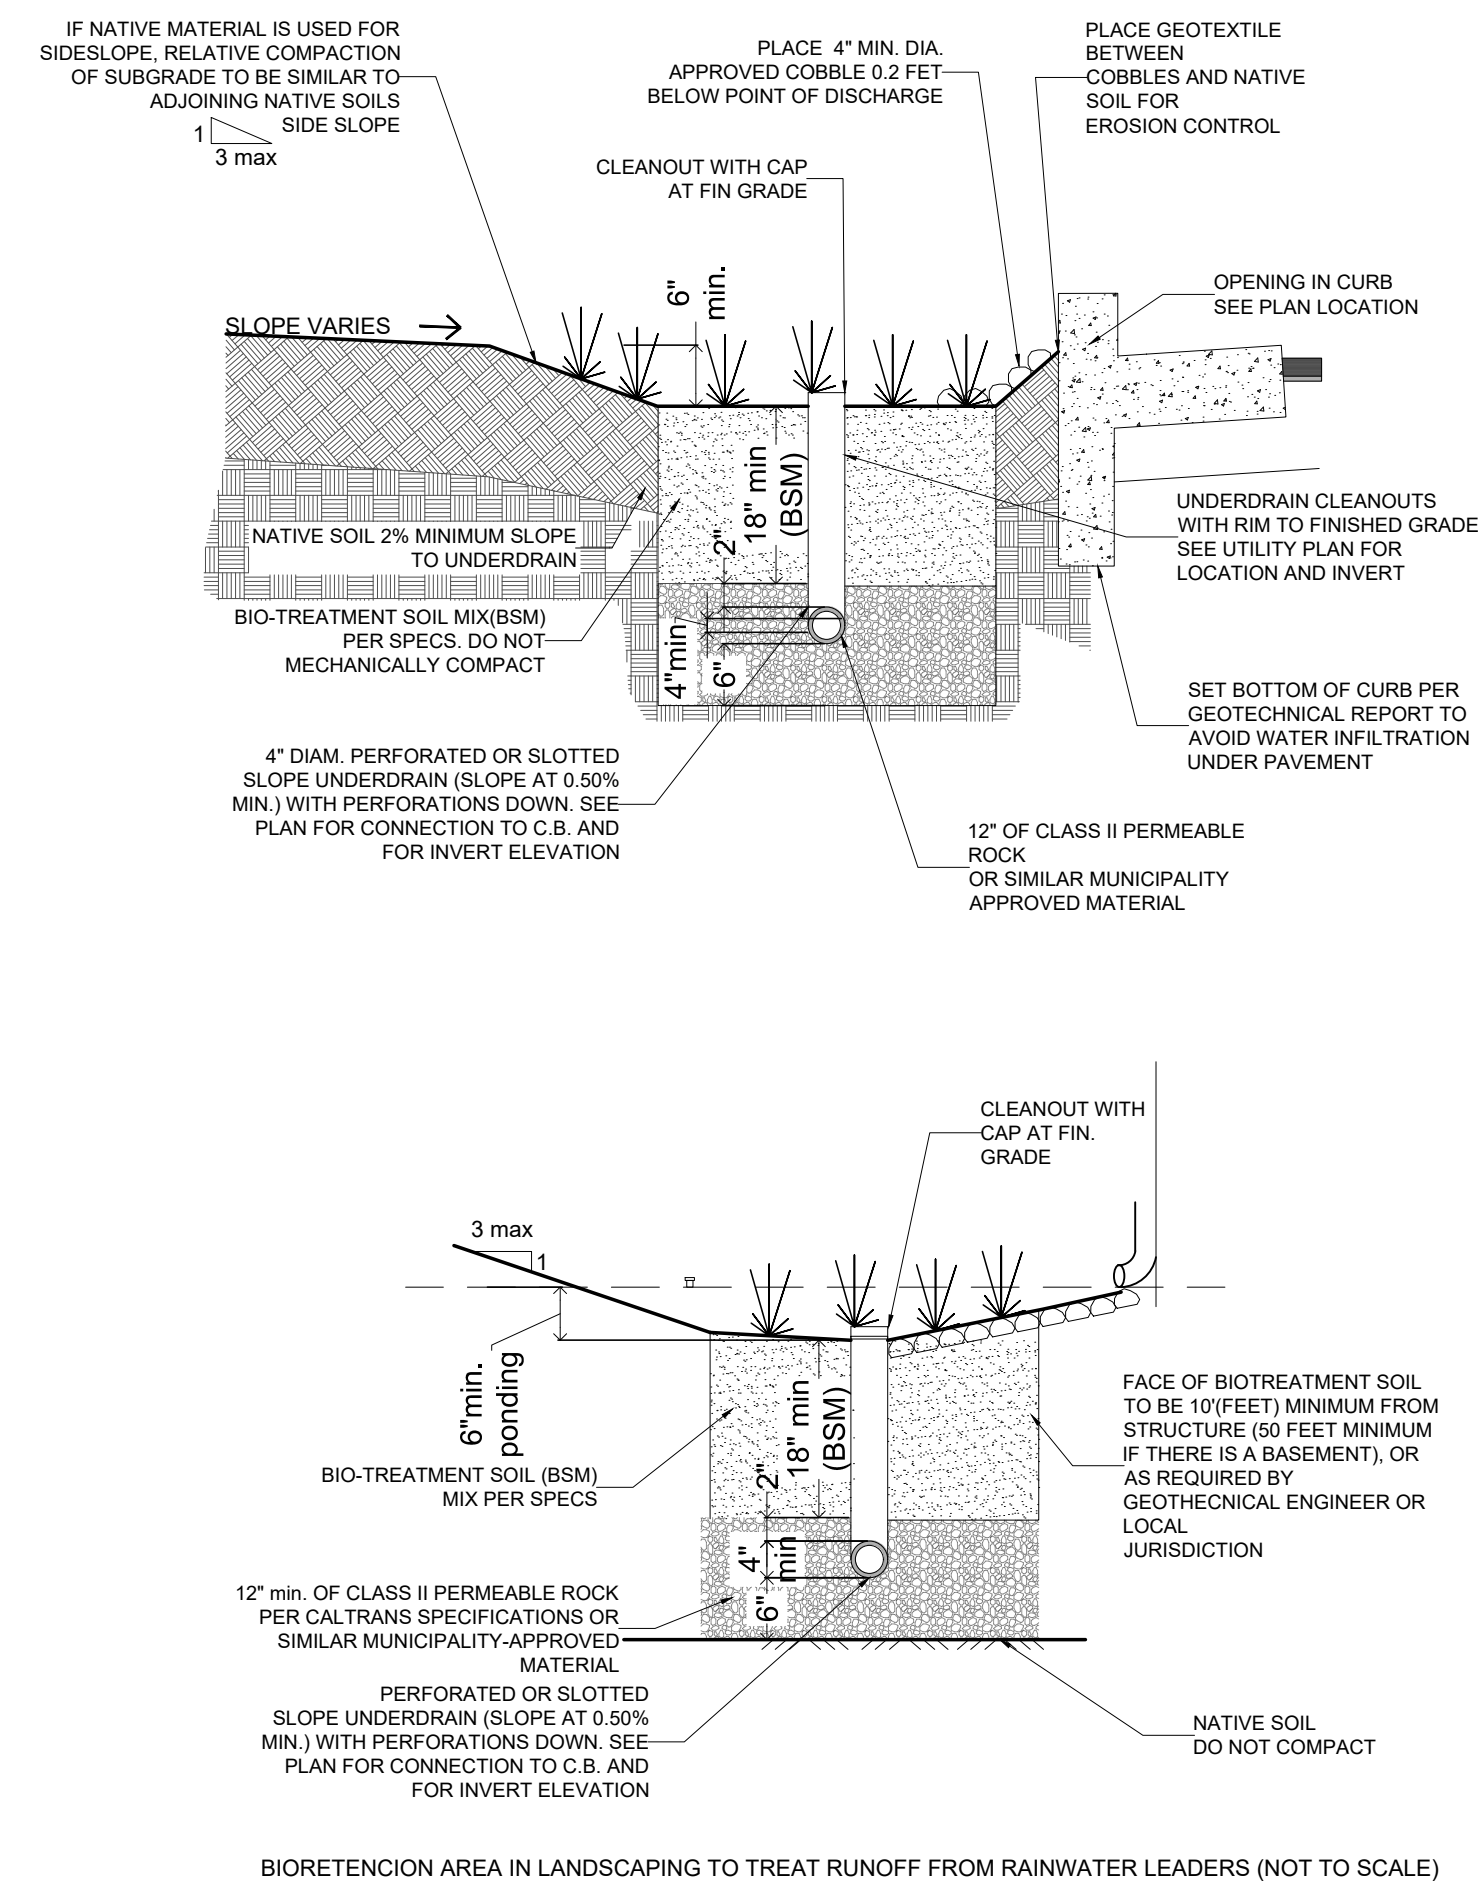 IF NATIVE MATERIAL IS USED FOR
SIDESLOPE, RELATIVE COMPACTION
OF SUBGRADE TO BE SIMILAR TO
ADJOINING NATIVE SOILS
SIDE SLOPE
1
3 max
PLACE 4" MIN. DIA.
APPROVED COBBLE 0.2 FET
BELOW POINT OF DISCHARGE
PLACE GEOTEXTILE
BETWEEN
COBBLES AND NATIVE
SOIL FOR
EROSION CONTROL
CLEANOUT WITH CAP
AT FIN GRADE
6"
min.
OPENING IN CURB
SEE PLAN LOCATION
SLOPE VARIES
18" min
(BSM)
2"
4"min
6"
UNDERDRAIN CLEANOUTS
WITH RIM TO FINISHED GRADE
SEE UTILITY PLAN FOR
LOCATION AND INVERT
NATIVE SOIL 2% MINIMUM SLOPE
TO UNDERDRAIN
BIO-TREATMENT SOIL MIX(BSM)
PER SPECS. DO NOT
MECHANICALLY COMPACT
SET BOTTOM OF CURB PER
GEOTECHNICAL REPORT TO
AVOID WATER INFILTRATION
UNDER PAVEMENT
4" DIAM. PERFORATED OR SLOTTED
SLOPE UNDERDRAIN (SLOPE AT 0.50%
MIN.) WITH PERFORATIONS DOWN. SEE
PLAN FOR CONNECTION TO C.B. AND
FOR INVERT ELEVATION
12" OF CLASS II PERMEABLE
ROCK
OR SIMILAR MUNICIPALITY
APPROVED MATERIAL
CLEANOUT WITH
CAP AT FIN.
GRADE
3 max
1
6"min.
ponding
18" min
(BSM)
2"
4"
min
6"
FACE OF BIOTREATMENT SOIL
TO BE 10'(FEET) MINIMUM FROM
STRUCTURE (50 FEET MINIMUM
IF THERE IS A BASEMENT), OR
AS REQUIRED BY
GEOTHECNICAL ENGINEER OR
LOCAL
JURISDICTION
BIO-TREATMENT SOIL (BSM)
MIX PER SPECS
12" min. OF CLASS II PERMEABLE ROCK
PER CALTRANS SPECIFICATIONS OR
SIMILAR MUNICIPALITY-APPROVED
MATERIAL
PERFORATED OR SLOTTED
SLOPE UNDERDRAIN (SLOPE AT 0.50%
MIN.) WITH PERFORATIONS DOWN. SEE
PLAN FOR CONNECTION TO C.B. AND
FOR INVERT ELEVATION
NATIVE SOIL
DO NOT COMPACT
BIORETENCION AREA IN LANDSCAPING TO TREAT RUNOFF FROM RAINWATER LEADERS (NOT TO SCALE)